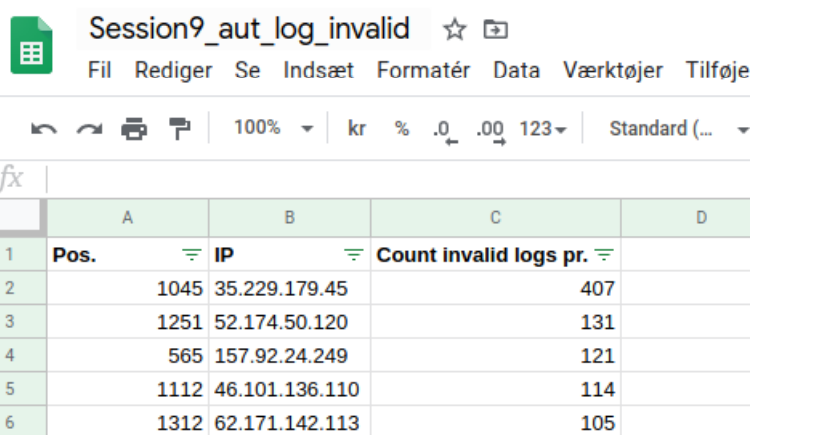 Session9_aut_log_invalid
Fil Rediger Se Indsæt Formatér Data Værktøjer Tilføje
100% kr % .0 .00 123 Standard (...
fx
A B C D
1 Pos. IP Count invalid logs pr.
2 1045 35.229.179.45 407
3 1251 52.174.50.120 131
4 565 157.92.24.249 121
5 1112 46.101.136.110 114
6 1312 62.171.142.113 105